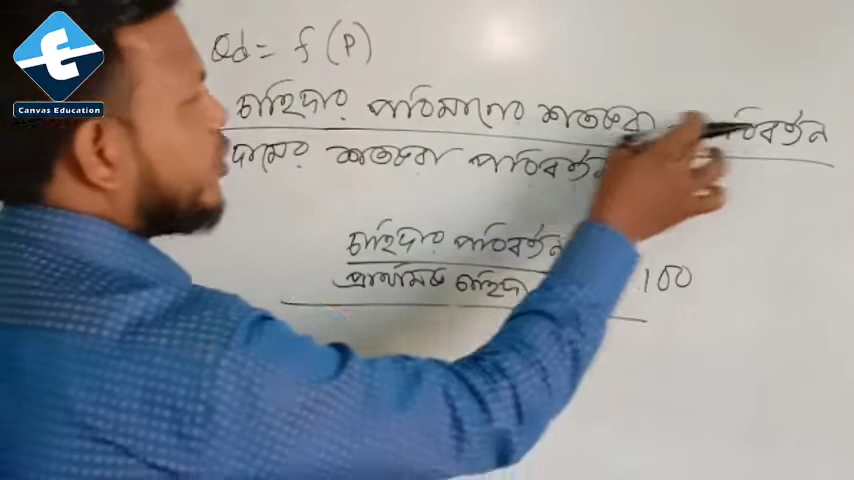 Canvas Education
Qd = f (P)
চাহিদার পরিমাণের শতকরা পরিবর্তন
দামের শতকরা পরিবর্তন
চাহিদার পরিবর্তন
প্রাথমিক চাহিদা 100